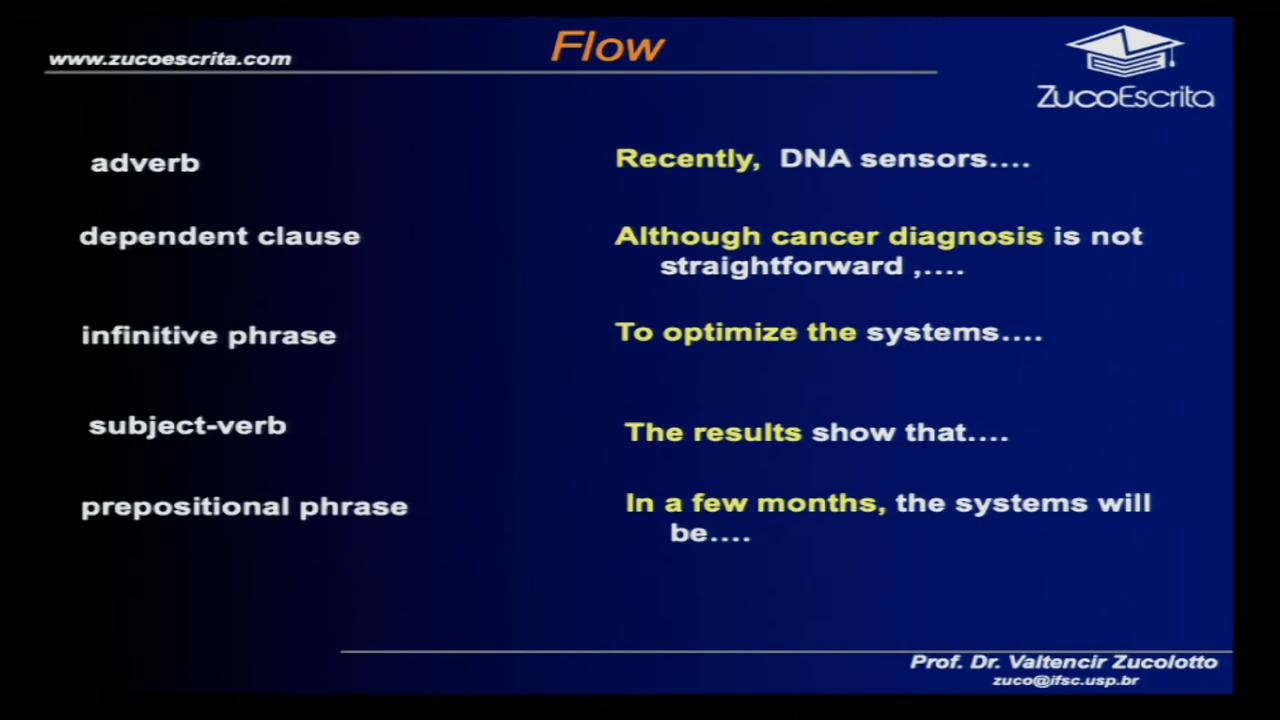 Flow
www.zucoescrita.com
ZucoEscrita
adverb
Recently, DNA sensors....
dependent clause
Although cancer diagnosis is not
straightforward ,....
infinitive phrase
To optimize the systems....
subject-verb
The results show that....
prepositional phrase
In a few months, the systems will
be....
Prof. Dr. Valtencir Zucolotto
zuco@ifsc.usp.br